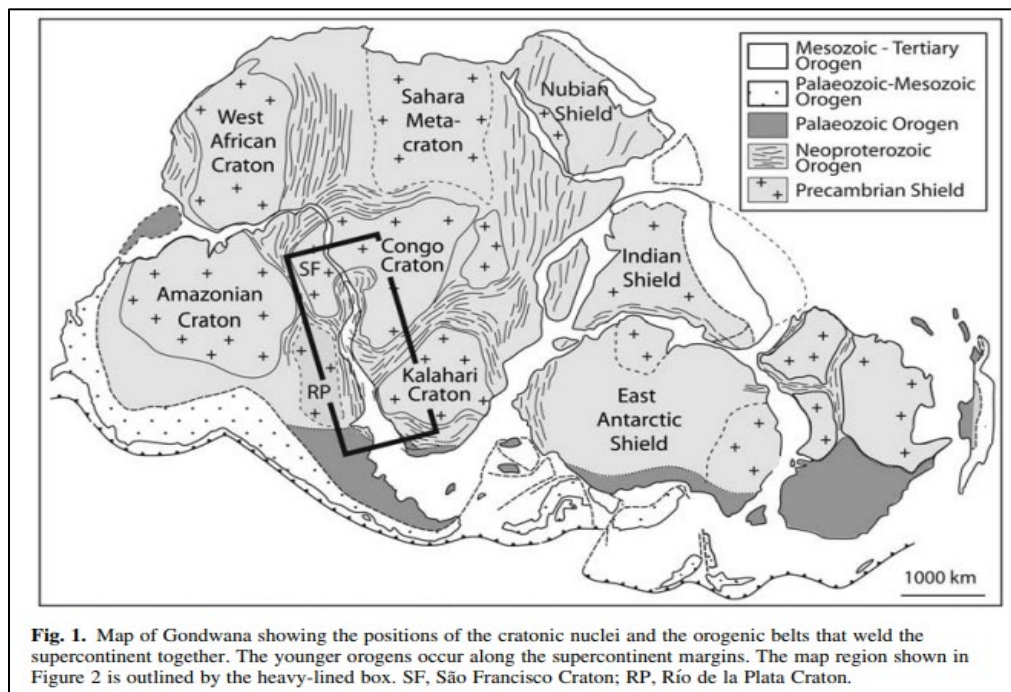 Mesozoic - Tertiary
Orogen
Palaeozoic-Mesozoic
Orogen
Palaeozoic Orogen
Neoproterozoic
Orogen
Precambrian Shield
West
African
Craton
Sahara
Meta-
craton
Nubian
Shield
Amazonian
Craton
SF
Congo
Craton
Indian
Shield
RP
Kalahari
Craton
East
Antarctic
Shield
1000 km
Fig. 1. Map of Gondwana showing the positions of the cratonic nuclei and the orogenic belts that weld the
supercontinent together. The younger orogens occur along the supercontinent margins. The map region shown in
Figure 2 is outlined by the heavy-lined box. SF, São Francisco Craton; RP, Río de la Plata Craton.